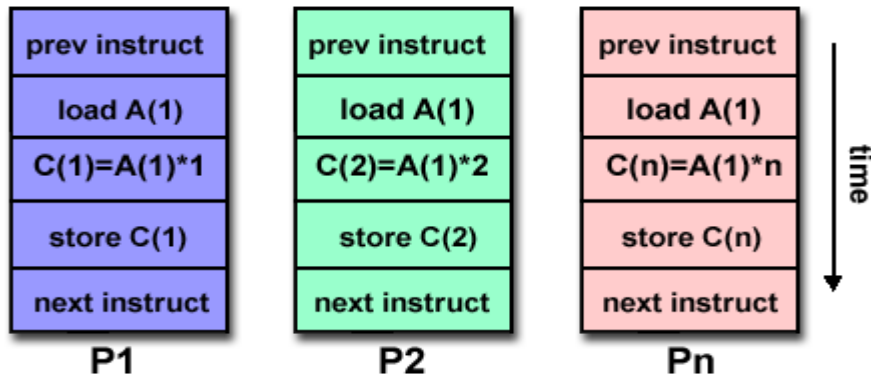 prev instruct
load A(1)
C(1)=A(1)*1
store C(1)
next instruct
P1
prev instruct
load A(1)
C(2)=A(1)*2
store C(2)
next instruct
P2
prev instruct
load A(1)
C(n)=A(1)*n
store C(n)
next instruct
Pn
time